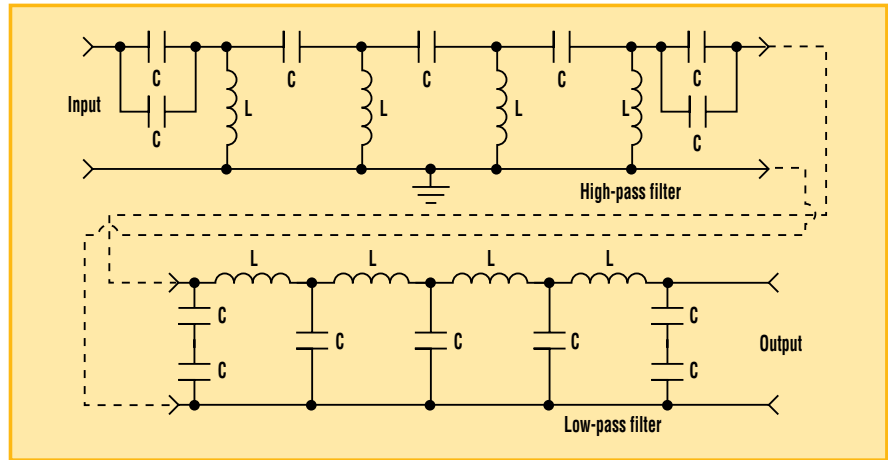 C C C C C
Input L L L L
C C
High-pass filter
L L L L
C C C C C
Output
C C
Low-pass filter